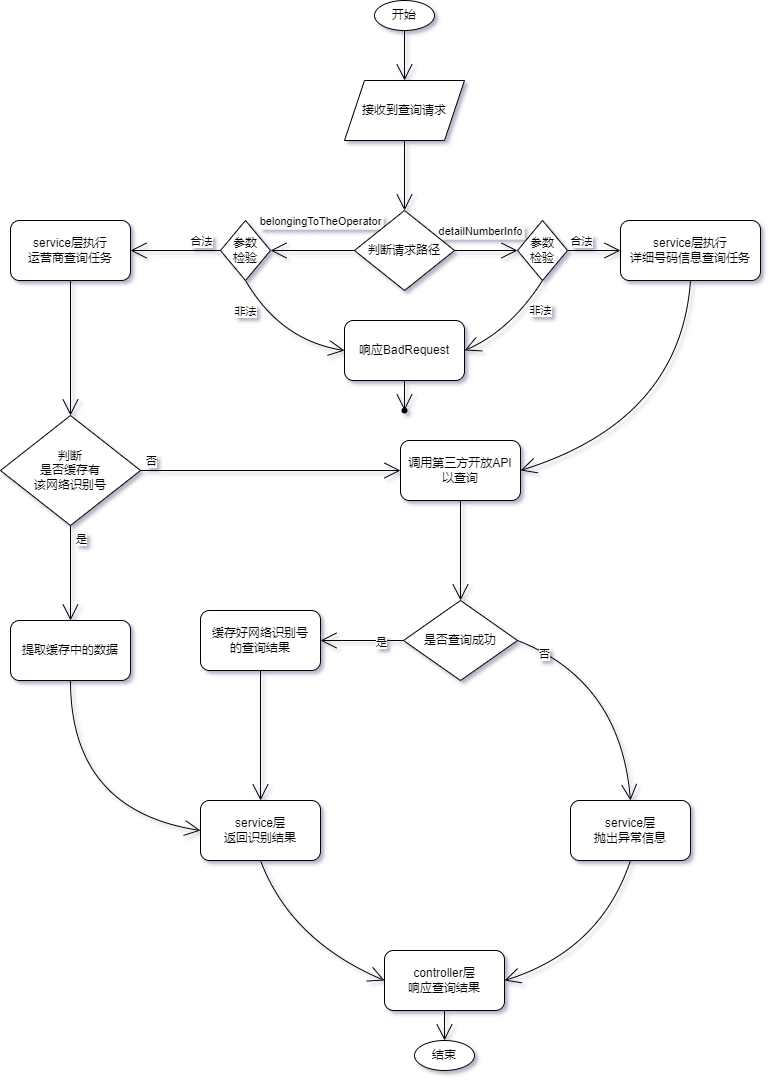 开始
接收到查询请求
belongingToTheOperator
detailNumberInfo
service层执行
运营商查询任务
合法
参数
检验
判断请求路径
参数
检验
合法
service层执行
详细号码信息查询任务
非法
非法
响应BadRequest
判断
是否缓存有
该网络识别号
否
调用第三方开放API
以查询
是
提取缓存中的数据
缓存好网络识别号
的查询结果
是
是否查询成功
否
service层
返回识别结果
service层
抛出异常信息
controller层
响应查询结果
结束